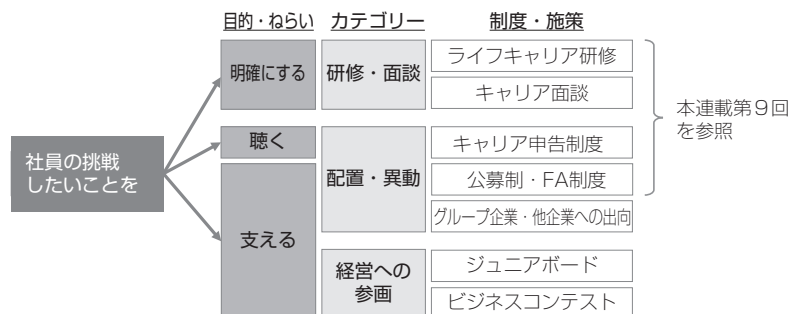 目的・ねらい カテゴリー 制度・施策
明確にする
研修・面談
ライフキャリア研修
キャリア面談
本連載第9回
を参照
社員の挑戦
したいことを
聴く
配置・異動
キャリア申告制度
公募制・FA制度
グループ企業・他企業への出向
支える
経営への
参画
ジュニアボード
ビジネスコンテスト